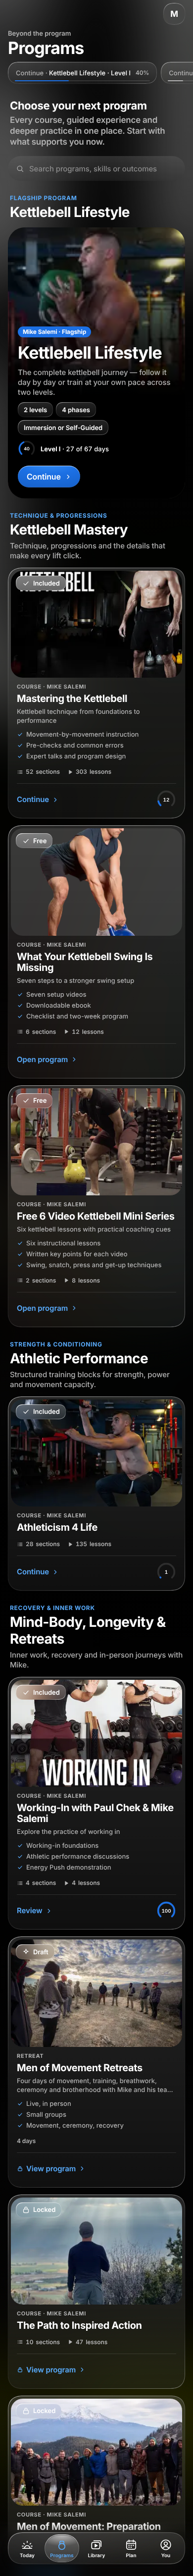 M
Beyond the program
Programs
Continue · Kettlebell Lifestyle · Level I 40%
Continu
Choose your next program
Every course, guided experience and
deeper practice in one place. Start with
what supports you now.
Search programs, skills or outcomes
FLAGSHIP PROGRAM
Kettlebell Lifestyle
Mike Salemi · Flagship
Kettlebell Lifestyle
The complete kettlebell journey — follow it
day by day or train at your own pace across
two levels.
2 levels
4 phases
Immersion or Self-Guided
40
Level I · 27 of 67 days
Continue
TECHNIQUE & PROGRESSIONS
Kettlebell Mastery
Technique, progressions and the details that
make every lift click.
KETTLEBELL
Included
COURSE · MIKE SALEMI
Mastering the Kettlebell
Kettlebell technique from foundations to
performance
Movement-by-movement instruction
Pre-checks and common errors
Expert talks and program design
52 sections
303 lessons
Continue
12
Free
COURSE · MIKE SALEMI
What Your Kettlebell Swing Is
Missing
Seven steps to a stronger swing setup
Seven setup videos
Downloadable ebook
Checklist and two-week program
6 sections
12 lessons
Open program
Free
COURSE · MIKE SALEMI
Free 6 Video Kettlebell Mini Series
Six kettlebell lessons with practical coaching cues
Six instructional lessons
Written key points for each video
Swing, snatch, press and get-up techniques
2 sections
8 lessons
Open program
STRENGTH & CONDITIONING
Athletic Performance
Structured training blocks for strength, power
and movement capacity.
Included
COURSE · MIKE SALEMI
Athleticism 4 Life
28 sections
135 lessons
Continue
1
RECOVERY & INNER WORK
Mind-Body, Longevity &
Retreats
Inner work, recovery and in-person journeys with
Mike.
Included
WORKING IN
COURSE · MIKE SALEMI
Working-In with Paul Chek & Mike
Salemi
Explore the practice of working in
Working-in foundations
Athletic performance discussions
Energy Push demonstration
4 sections
4 lessons
Review
100
Draft
RETREAT
Men of Movement Retreats
Four days of movement, training, breathwork,
ceremony and brotherhood with Mike and his tea…
Live, in person
Small groups
Movement, ceremony, recovery
4 days
View program
Locked
COURSE · MIKE SALEMI
The Path to Inspired Action
10 sections
47 lessons
View program
Locked
COURSE · MIKE SALEMI
Men of Movement: Preparation
Today
Programs
Library
Plan
You